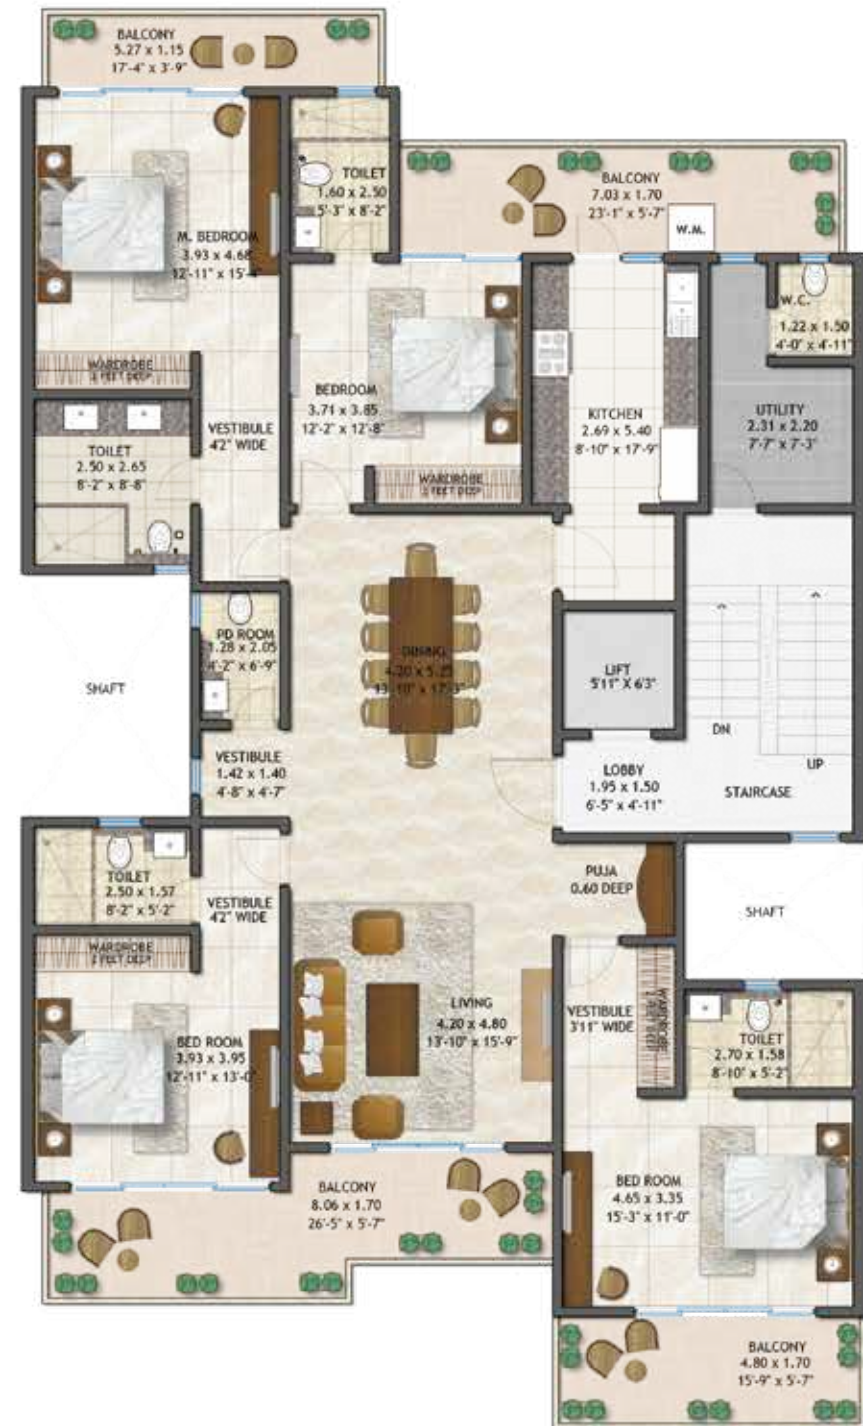 BALCONY
5.27 x 1.15
17'-4" x 3'-9"
TOILET
1.60 x 2.50
5'-3" x 8'-2"
BALCONY
7.03 x 1.70
23'-1" x 5'-7"
W.M.
M. BEDROOM
3.93 x 4.68
12'-11" x 15'-4"
W.C.
1.22 x 1.50
4'-0" x 4'-11"
WARDROBE
2 FEET DEEP
BEDROOM
3.71 x 3.85
12'-2" x 12'-8"
KITCHEN
2.69 x 5.40
8'-10" x 17'-9"
UTILITY
2.31 x 2.20
7'-7" x 7'-3"
VESTIBULE
4'2" WIDE
TOILET
2.50 x 2.65
8'-2" x 8'-8"
WARDROBE
2 FEET DEEP
PD ROOM
1.28 x 2.05
4'-2" x 6'-9"
DINING
4.20 x 5.25
13'-10" x 17'-3"
LIFT
5'11" X 6'3"
SHAFT
DN
UP
VESTIBULE
1.42 x 1.40
4'-8" x 4'-7"
LOBBY
1.95 x 1.50
6'-5" x 4'-11"
STAIRCASE
TOILET
2.50 x 1.57
8'-2" x 5'-2"
VESTIBULE
4'2" WIDE
PUJA
0.60 DEEP
SHAFT
WARDROBE
2 FEET DEEP
LIVING
4.20 x 4.80
13'-10" x 15'-9"
VESTIBULE
3'11" WIDE
WARDROBE
2 FEET DEEP
TOILET
2.70 x 1.58
8'-10" x 5'-2"
BED ROOM
3.93 x 3.95
12'-11" x 13'-0"
BALCONY
8.06 x 1.70
26'-5" x 5'-7"
BED ROOM
4.65 x 3.35
15'-3" x 11'-0"
BALCONY
4.80 x 1.70
15'-9" x 5'-7"